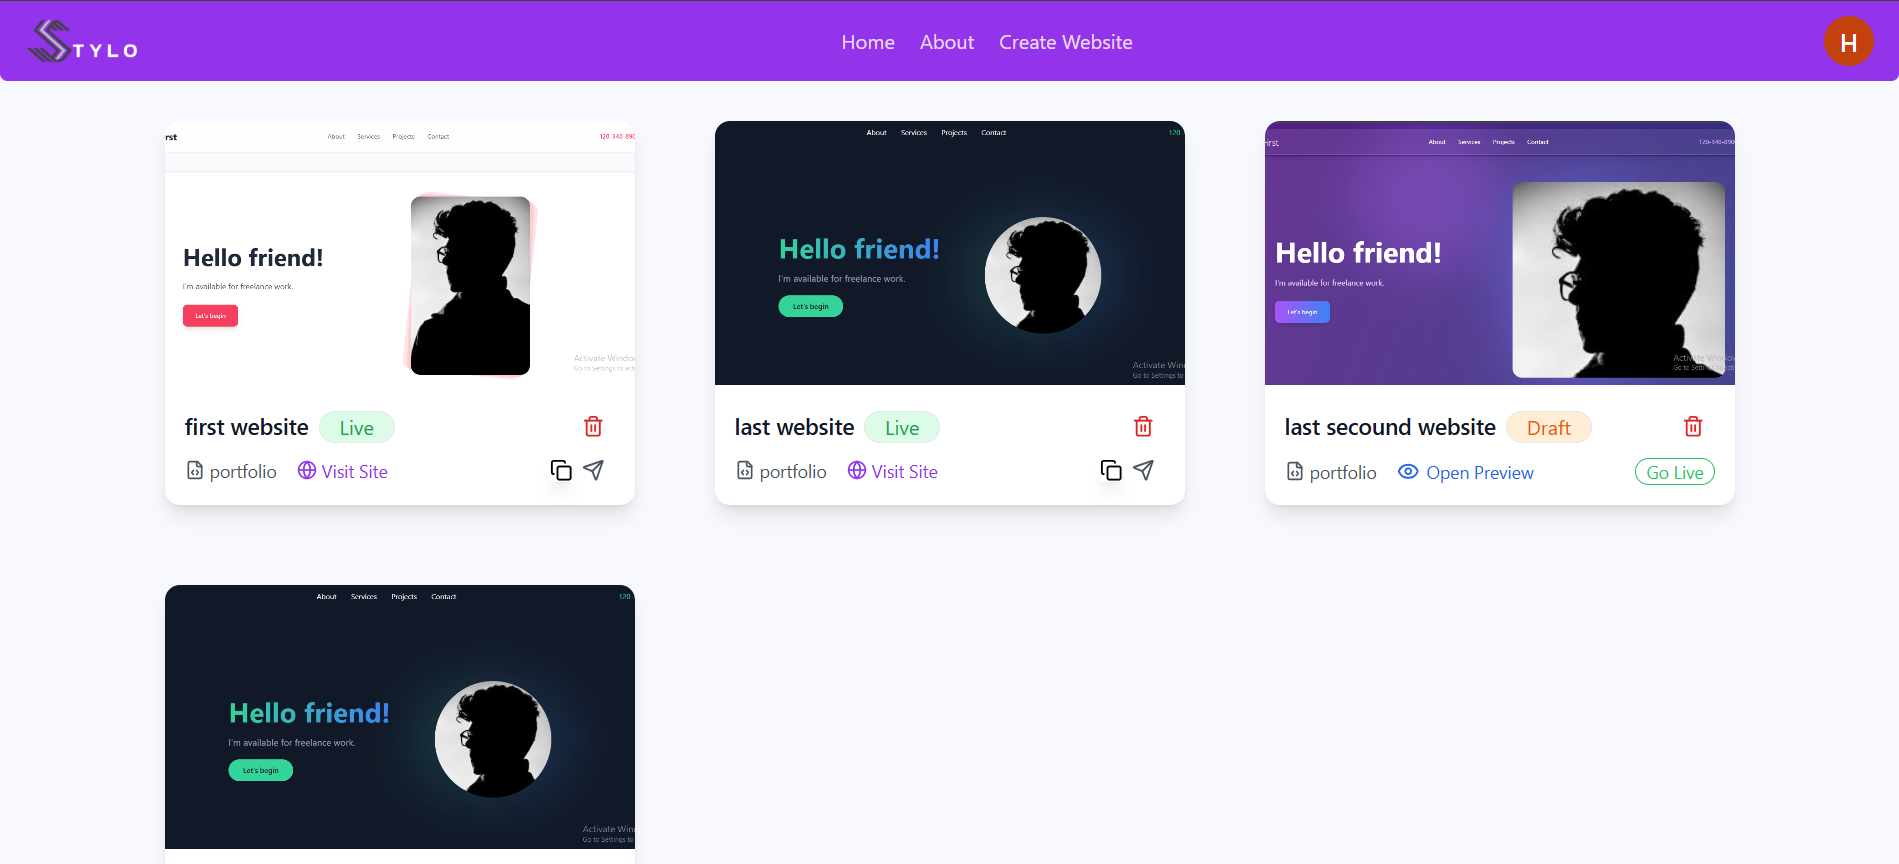 STYLO
Home About Create Website
H
rst
About Services Projects Contact
120-340-890
Hello friend!
I'm available for freelance work.
Let's begin
Activate Windo
Go to Settings to acti
first website Live
portfolio Visit Site
About Services Projects Contact
120
Hello friend!
I'm available for freelance work.
Let's begin
Activate Win
Go to Settings to
last website Live
portfolio Visit Site
irst
About Services Projects Contact
120-340-890
Hello friend!
I'm available for freelance work.
Let's begin
Activate Window
Go to Settings to
last secound website Draft
portfolio Open Preview Go Live
About Services Projects Contact
120
Hello friend!
I'm available for freelance work.
Let's begin
Activate Win
Go to Settings to